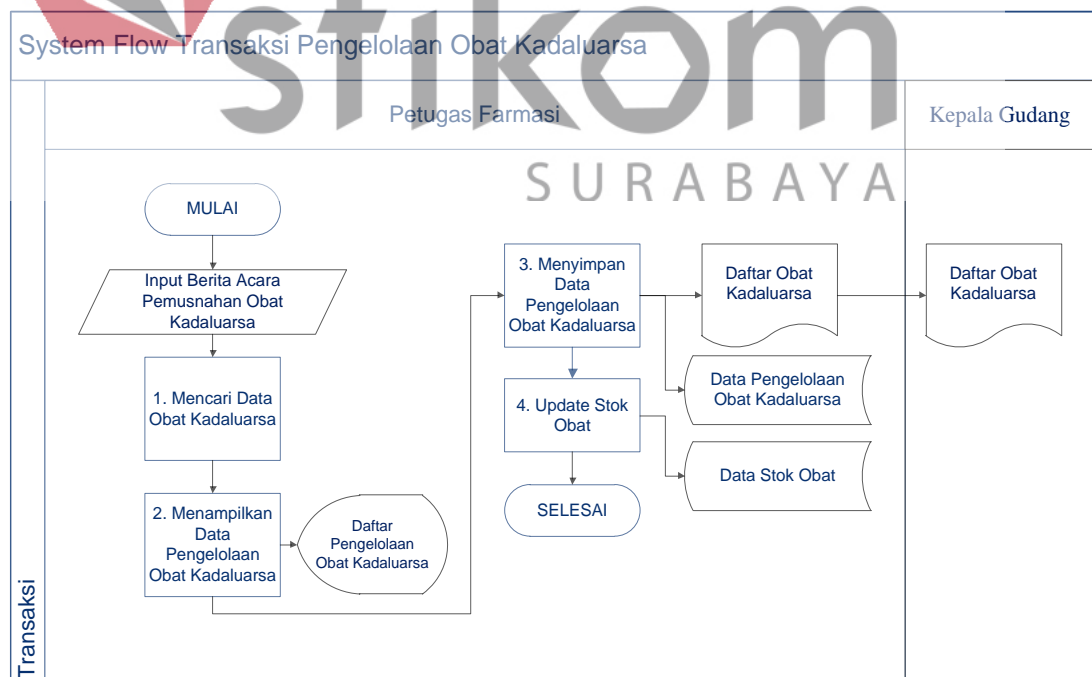 System Flow Transaksi Pengelolaan Obat Kadaluarsa
stikom
SURABAYA
Petugas Farmasi
Kepala Gudang
Transaksi
MULAI
Input Berita Acara
Pemusnahan Obat
Kadaluarsa
1. Mencari Data
Obat Kadaluarsa
2. Menampilkan
Data
Pengelolaan
Obat Kadaluarsa
Daftar
Pengelolaan
Obat Kadaluarsa
3. Menyimpan
Data
Pengelolaan
Obat Kadaluarsa
Daftar Obat
Kadaluarsa
Daftar Obat
Kadaluarsa
Data Pengelolaan
Obat Kadaluarsa
4. Update Stok
Obat
Data Stok Obat
SELESAI